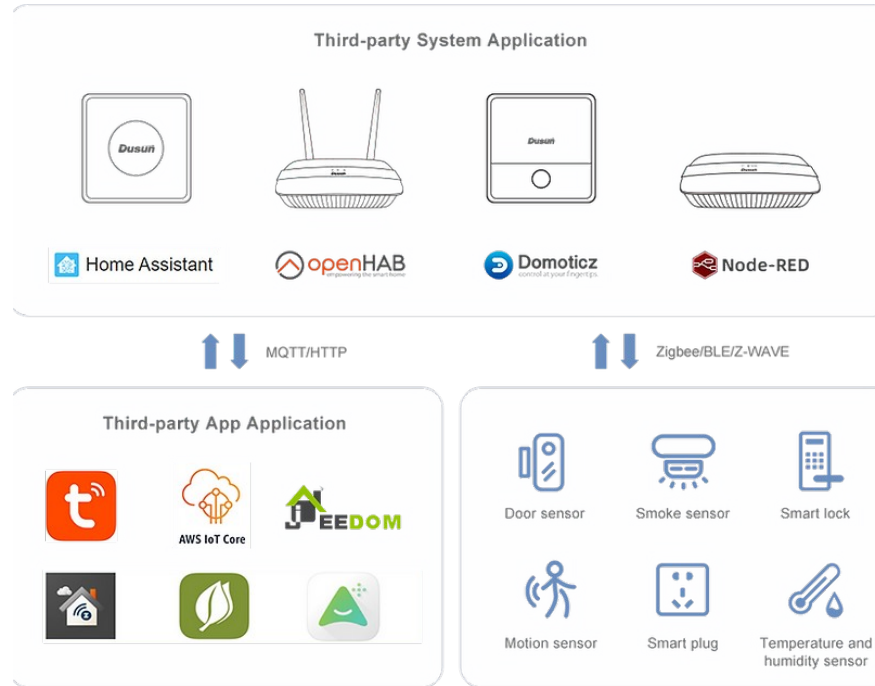 Third-party System Application
Dusun
Dusun
Dusun
Dusun
Home Assistant
openHAB
empowering the smart home
Domoticz
control at your fingertips.
Node-RED
MQTT/HTTP
Zigbee/BLE/Z-WAVE
Third-party App Application
AWS IoT Core
JEEDOM
Door sensor
Smoke sensor
Smart lock
Motion sensor
Smart plug
Temperature and
humidity sensor